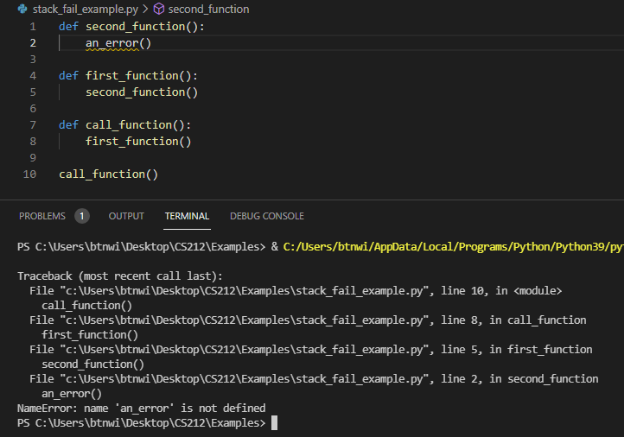 stack_fail_example.py > second_function
1 def second_function():
2 an_error()
3
4 def first_function():
5 second_function()
6
7 def call_function():
8 first_function()
9
10 call_function()
PROBLEMS 1 OUTPUT TERMINAL DEBUG CONSOLE
PS C:\Users\btnwi\Desktop\CS212\Examples> & C:/Users/btnwi/AppData/Local/Programs/Python/Python39/py
Traceback (most recent call last):
File "c:\Users\btnwi\Desktop\CS212\Examples\stack_fail_example.py", line 10, in <module>
call_function()
File "c:\Users\btnwi\Desktop\CS212\Examples\stack_fail_example.py", line 8, in call_function
first_function()
File "c:\Users\btnwi\Desktop\CS212\Examples\stack_fail_example.py", line 5, in first_function
second_function()
File "c:\Users\btnwi\Desktop\CS212\Examples\stack_fail_example.py", line 2, in second_function
an_error()
NameError: name 'an_error' is not defined
PS C:\Users\btnwi\Desktop\CS212\Examples>